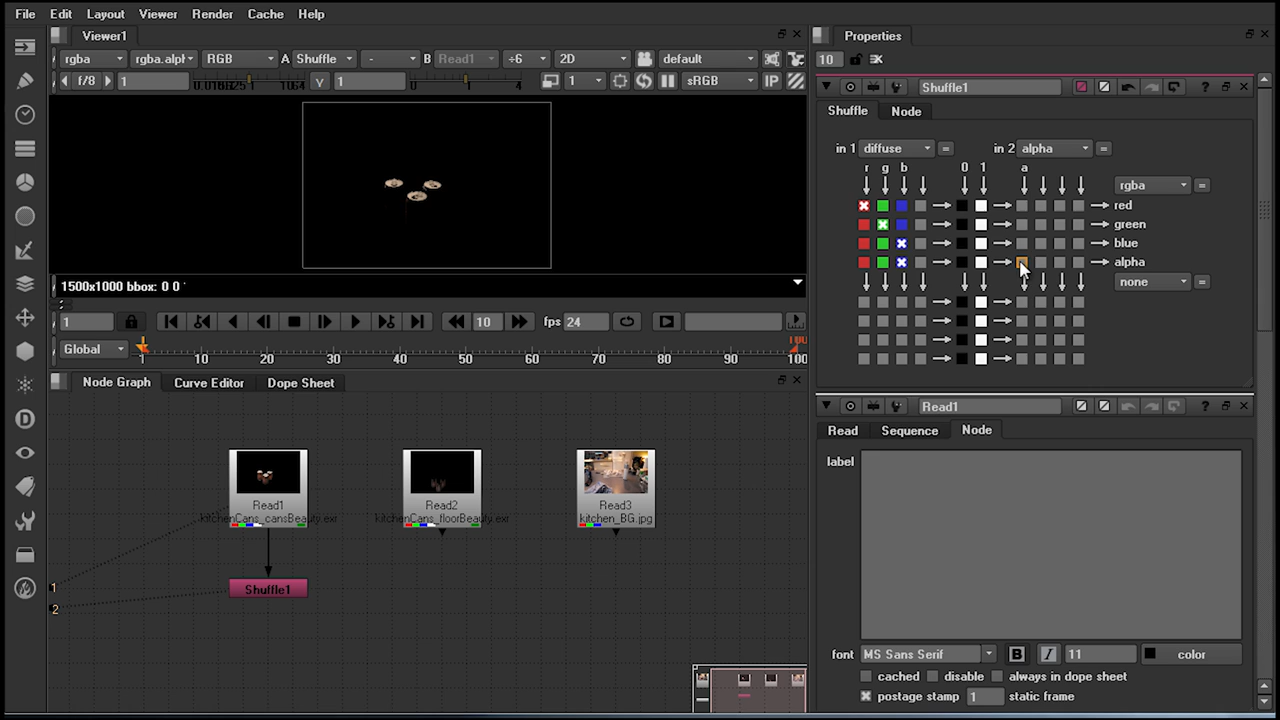 File Edit Layout Viewer Render Cache Help
Viewer1
rgba rgba.alpl RGB A Shuffle - B Read1 ÷6 2D default
f/8 1 Y 1 0 1 4 1 sRGB IP
1500x1000 bbox: 0 0
1 10 fps 24
Global 1 10 20 30 40 50 60 70 80 90 100
Node Graph Curve Editor Dope Sheet
Read1
kitchenCans_cansBeauty.exr
Read2
kitchenCans_floorBeauty.exr
Read3
kitchen_BG.jpg
1
2
Shuffle1
Properties
10
Shuffle1 ?
Shuffle Node
in 1 diffuse = in 2 alpha =
r g b 0 1 a
rgba =
red
green
blue
alpha
none =
Read1 ?
Read Sequence Node
label
font MS Sans Serif B I 11 color
cached disable always in dope sheet
postage stamp 1 static frame